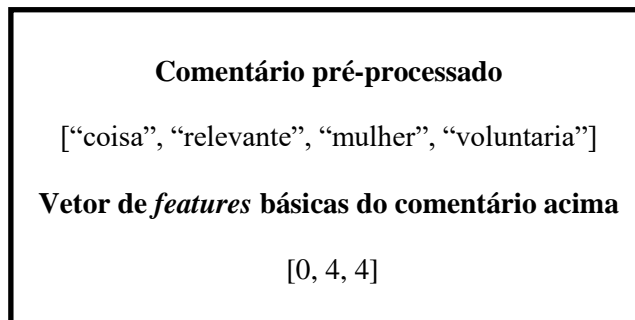 Comentário pré-processado
[“coisa”, “relevante”, “mulher”, “voluntaria”]
Vetor de features básicas do comentário acima
[0, 4, 4]